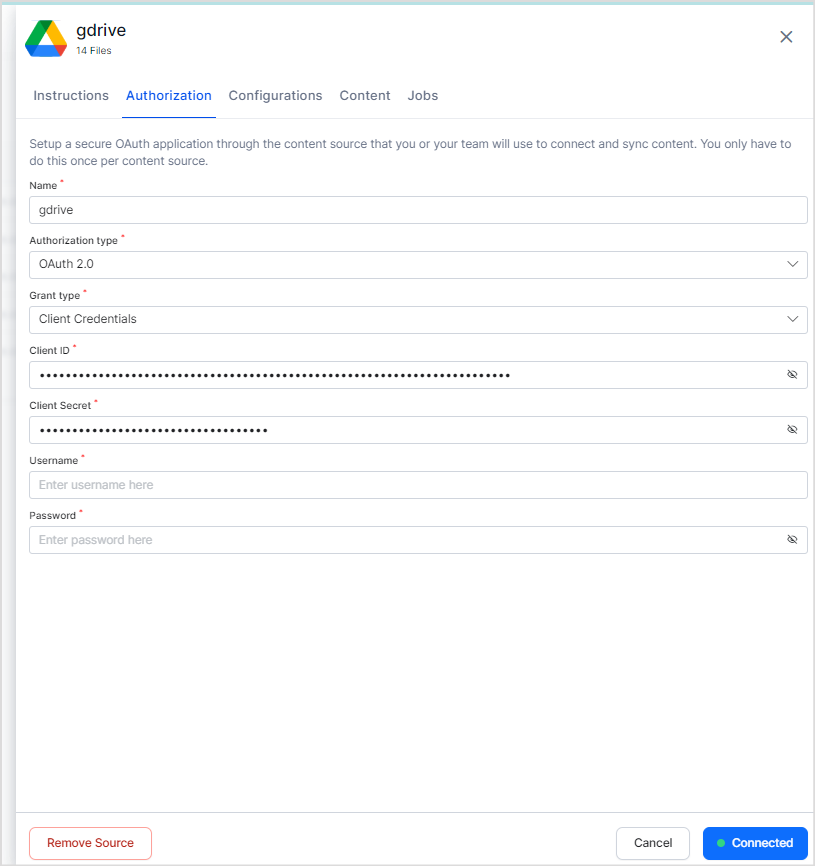 gdrive
14 Files
Instructions Authorization Configurations Content Jobs
Setup a secure OAuth application through the content source that you or your team will use to connect and sync content. You only have to
do this once per content source.
Name *
gdrive
Authorization type *
OAuth 2.0
Grant type *
Client Credentials
Client ID *
Client Secret *
Username *
Enter username here
Password *
Enter password here
Remove Source Cancel Connected